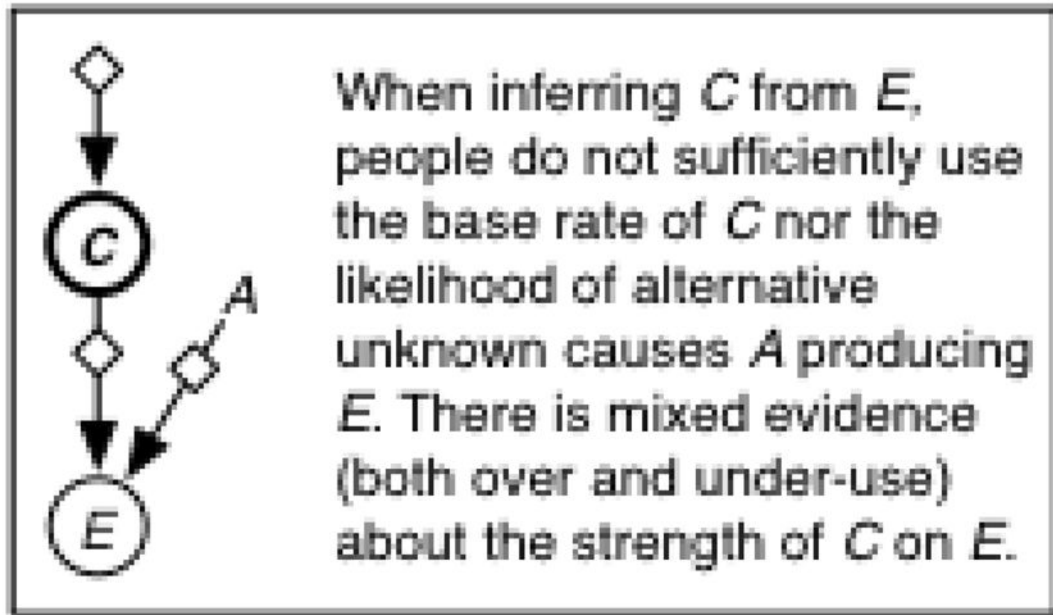 When inferring C from E,
people do not sufficiently use
the base rate of C nor the
likelihood of alternative
unknown causes A producing
E. There is mixed evidence
(both over and under-use)
about the strength of C on E.
C
A
E